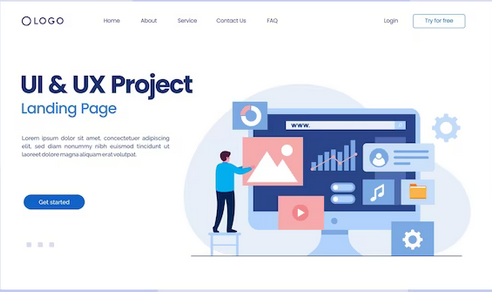 LOGO
Home
About
Service
Contact Us
FAQ
Login
Try for free
UI & UX Project
Landing Page
Lorem ipsum dolor sit amet, consectetuer adipiscing
elit, sed diam nonummy nibh euismod tincidunt ut
laoreet dolore magna aliquam erat volutpat.
Get started
www.